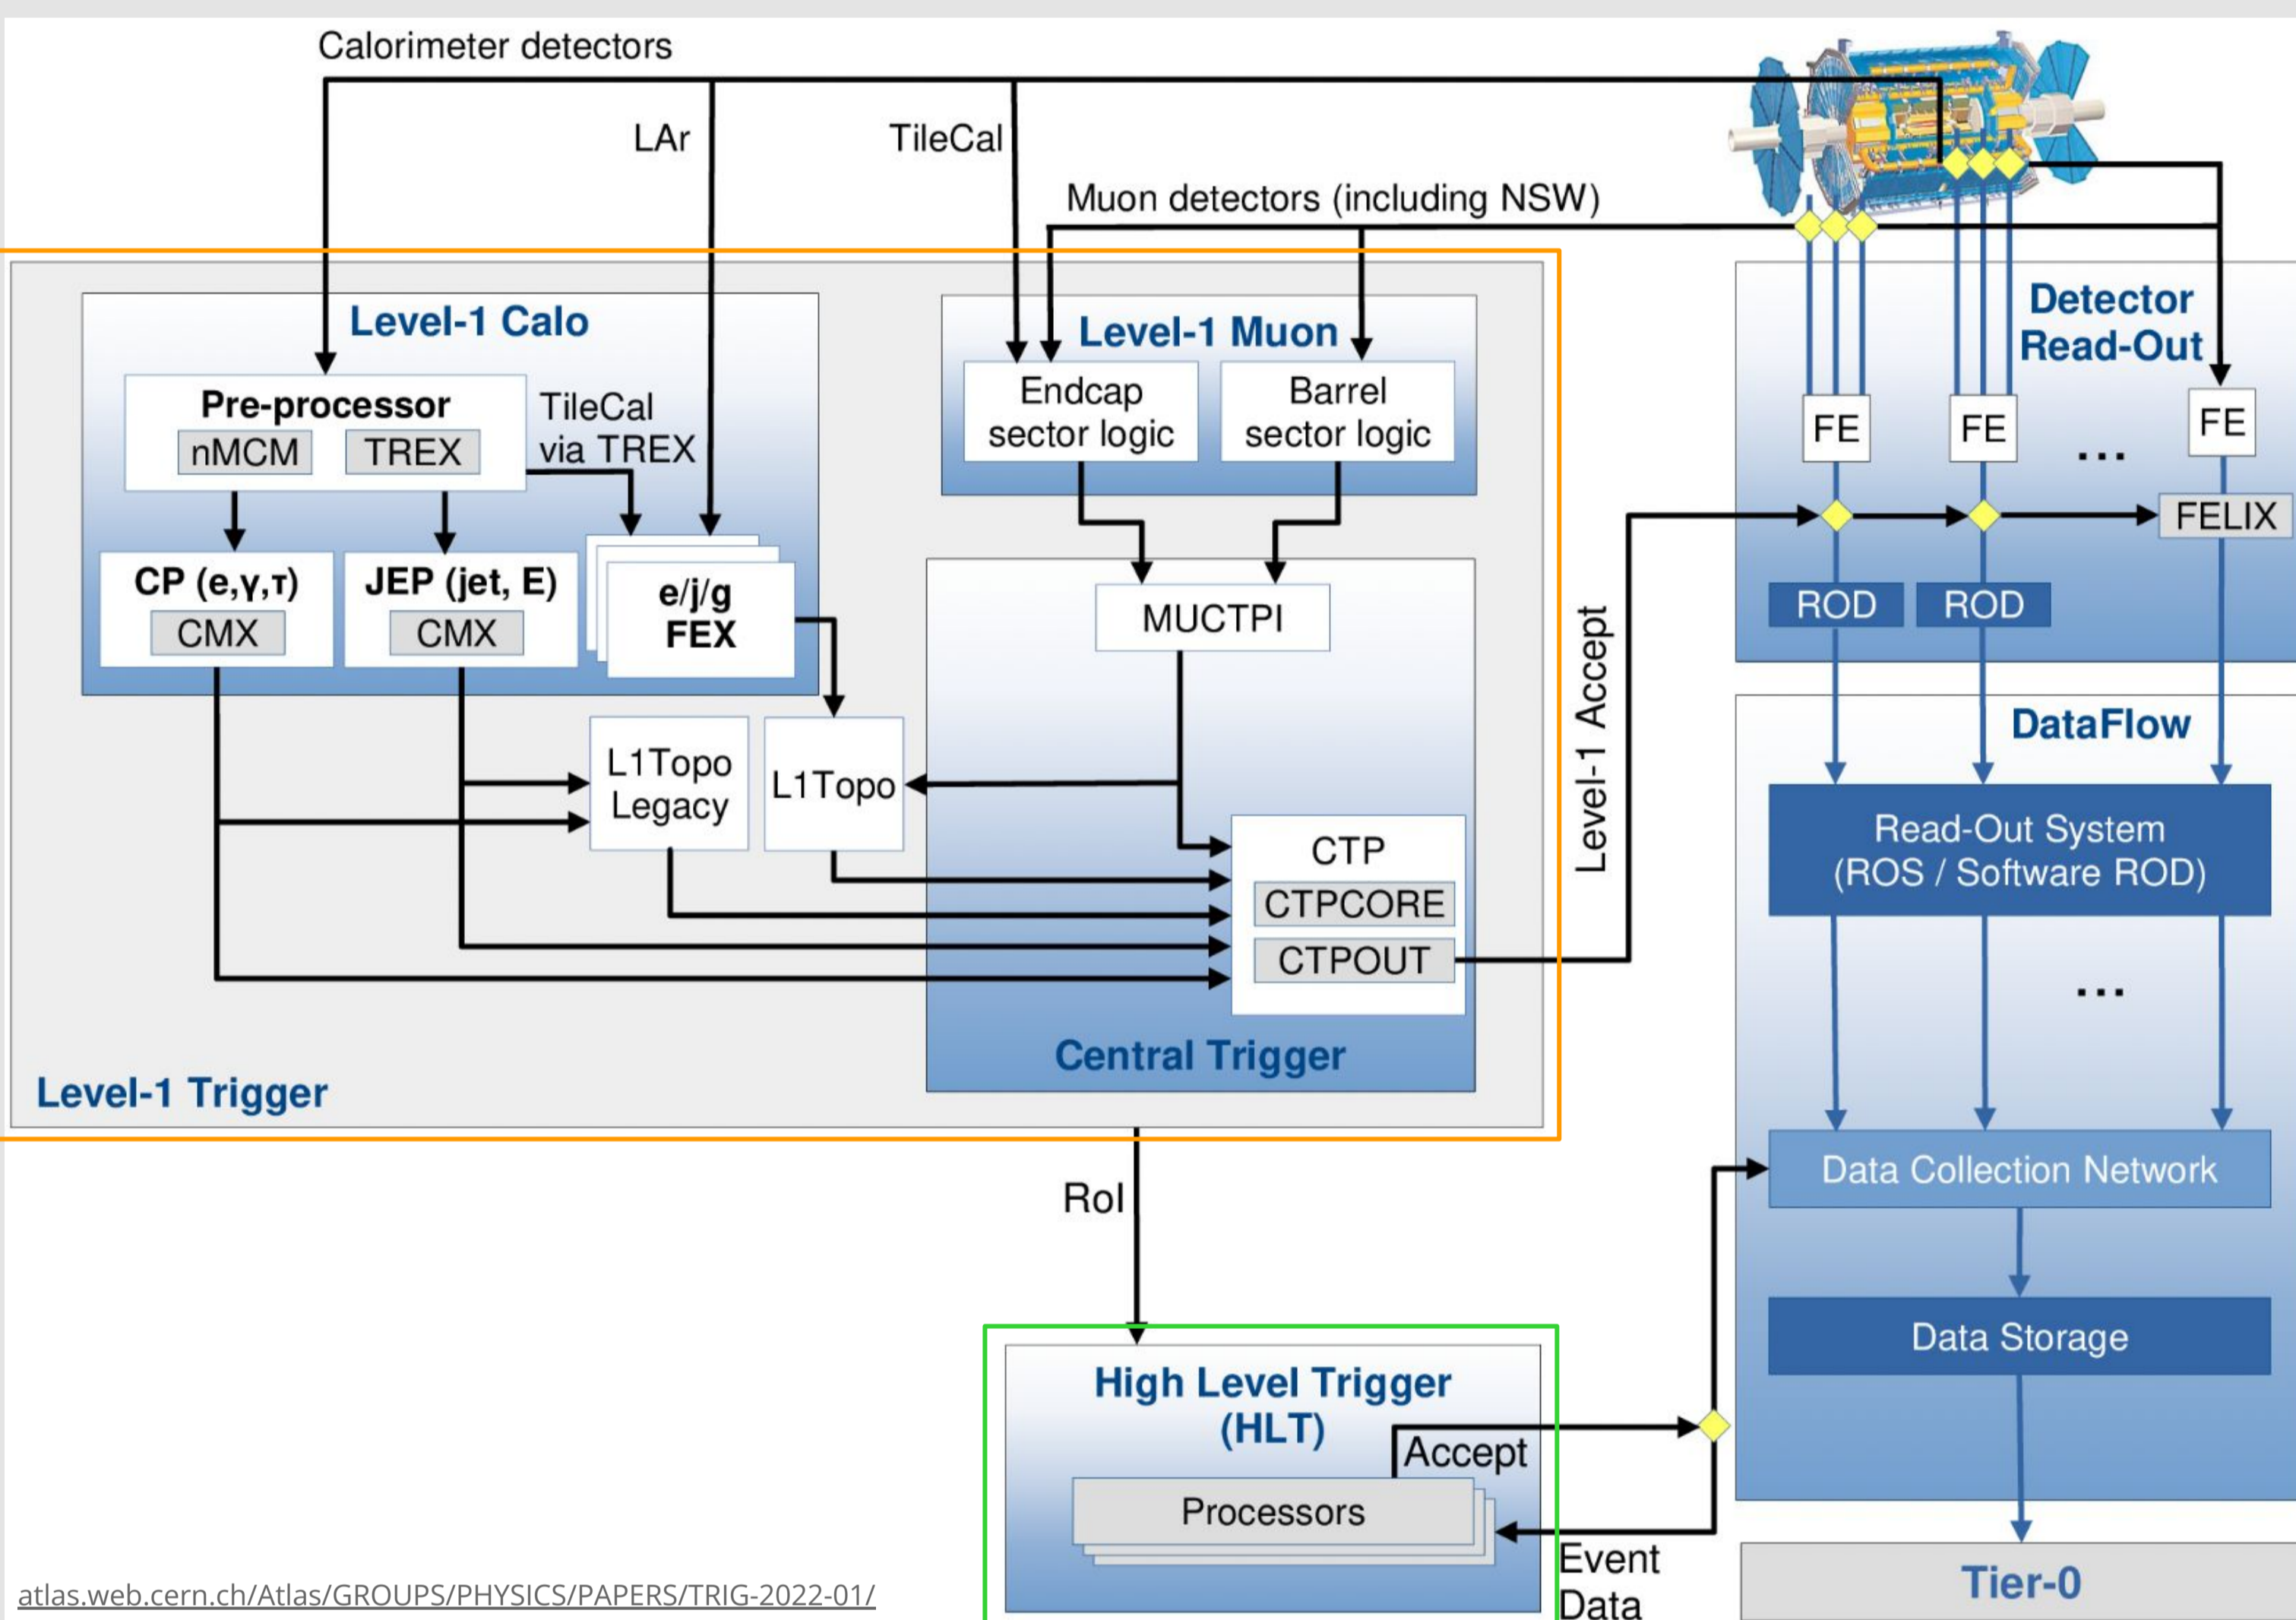 Calorimeter detectors
LAr
TileCal
Muon detectors (including NSW)
Level-1 Calo
Pre-processor
nMCM
TREX
TileCal
via TREX
CP (e,γ,τ)
CMX
JEP (jet, E)
CMX
e/j/g
FEX
Level-1 Muon
Endcap
sector logic
Barrel
sector logic
MUCTPI
L1Topo
Legacy
L1Topo
CTP
CTPCORE
CTPOUT
Central Trigger
Level-1 Trigger
Level-1 Accept
Detector
Read-Out
FE
FE
...
FE
FELIX
ROD
ROD
DataFlow
Read-Out System
(ROS / Software ROD)
...
Data Collection Network
Data Storage
Tier-0
RoI
High Level Trigger
(HLT)
Accept
Processors
Event
Data
atlas.web.cern.ch/Atlas/GROUPS/PHYSICS/PAPERS/TRIG-2022-01/